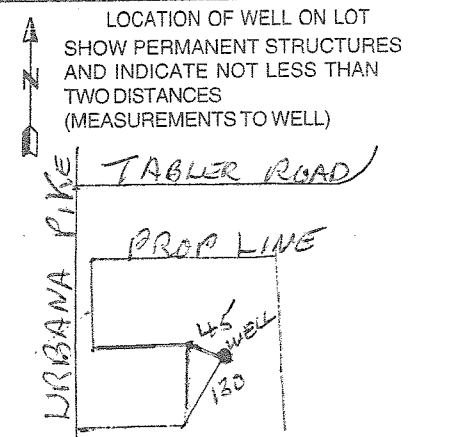 LOCATION OF WELL ON LOT
SHOW PERMANENT STRUCTURES
AND INDICATE NOT LESS THAN
TWO DISTANCES
(MEASUREMENTS TO WELL)
N
TABLER ROAD
URBANA PIKE
PROP LINE
45'
WELL
130